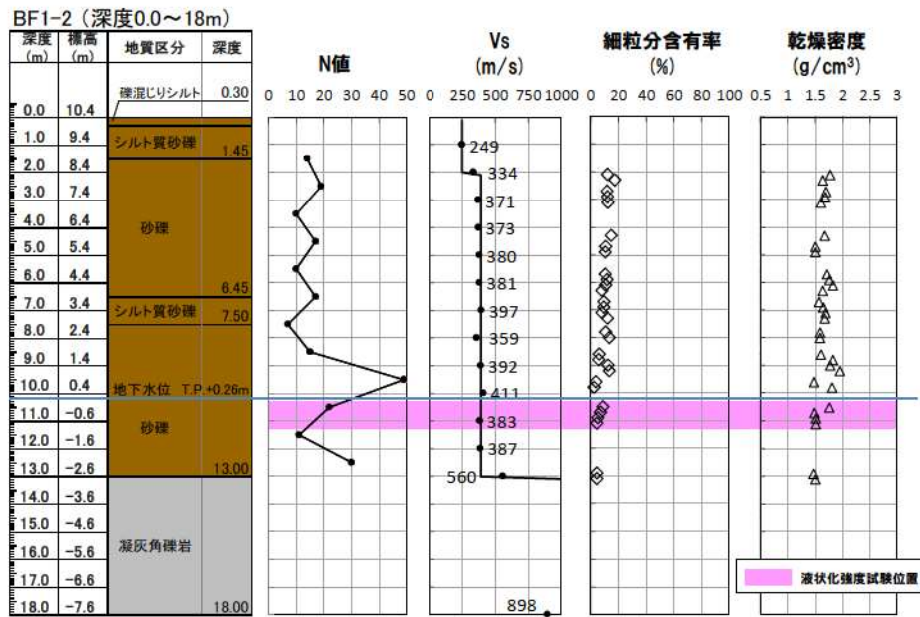 BF1-2（深度0.0～18m）
深度
(m)
標高
(m)
地質区分
深度
N値
Vs
(m/s)
細粒分含有率
(%)
乾燥密度
(g/cm³)
0 10 20 30 40 50
0 250 500 750 1000
0 20 40 60 80 100
0.5 1 1.5 2 2.5 3
礫混じりシルト 0.30
0.0 10.4
1.0 9.4
シルト質砂礫 1.45
249
2.0 8.4
334
3.0 7.4
371
4.0 6.4
砂礫
373
5.0 5.4
380
6.0 4.4
6.45
381
7.0 3.4
シルト質砂礫 7.50
397
8.0 2.4
359
9.0 1.4
392
10.0 0.4
地下水位 T.P.+0.26m
411
11.0 -0.6
砂礫
383
12.0 -1.6
387
13.0 -2.6
13.00
560
14.0 -3.6
15.0 -4.6
凝灰角礫岩
16.0 -5.6
17.0 -6.6
液状化強度試験位置
18.0 -7.6
18.00
898